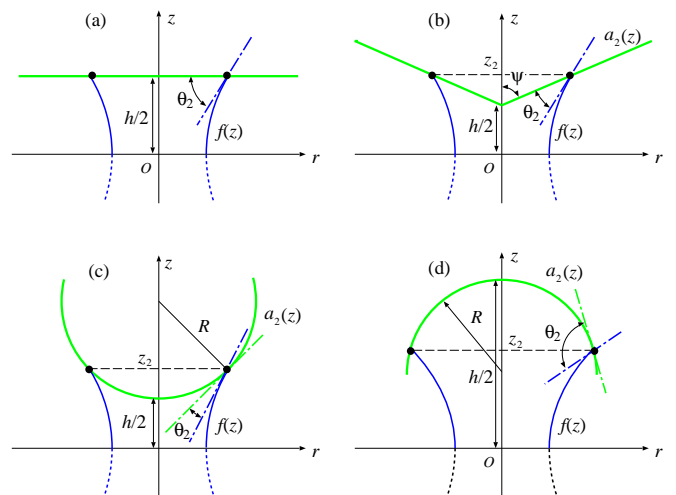 (a)
z
θ2
h/2
f(z)
O
r
(b)
z
a2(z)
z2
ψ
θ2
h/2
f(z)
O
r
(c)
z
R
a2(z)
z2
h/2
θ2
f(z)
r
(d)
z
a2(z)
R
θ2
z2
h/2
f(z)
O
r